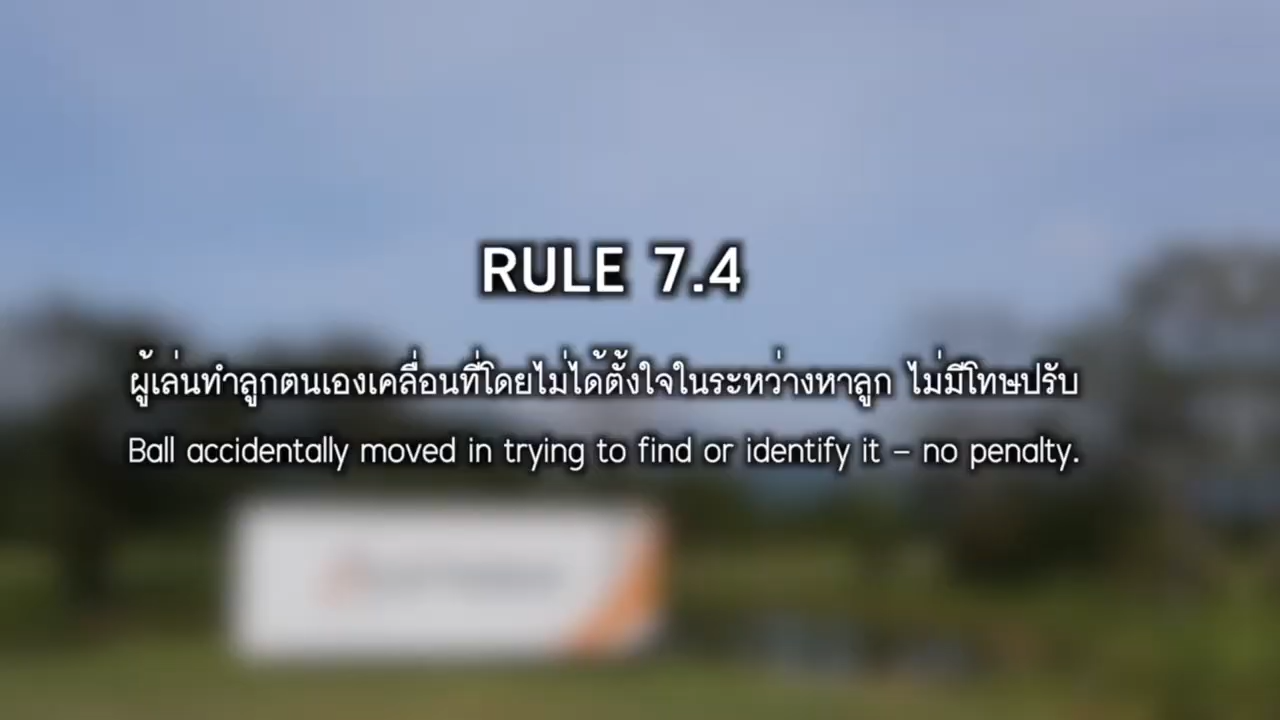 RULE 7.4
ผู้เล่นทำลูกตนเองเคลื่อนที่โดยไม่ได้ตั้งใจในระหว่างหาลูก ไม่มีโทษปรับ
Ball accidentally moved in trying to find or identify it – no penalty.